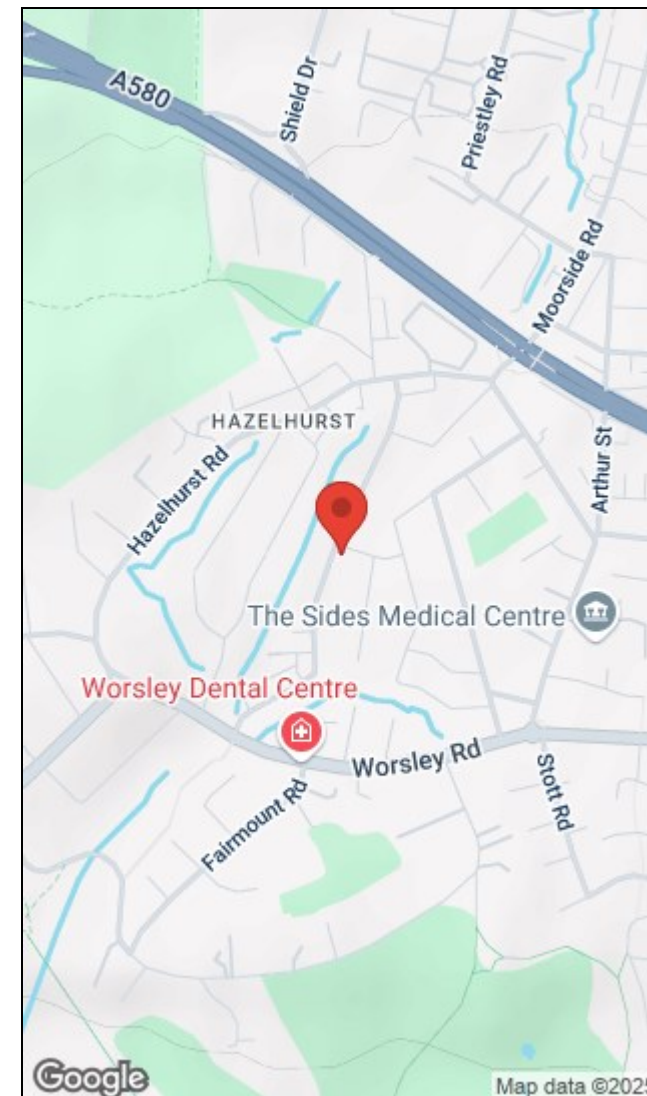 A580
Shield Dr
Priestley Rd
Moorside Rd
HAZELHURST
Hazelhurst Rd
Arthur St
The Sides Medical Centre
Worsley Dental Centre
Worsley Rd
Stott Rd
Fairmount Rd
Google
Map data ©2025